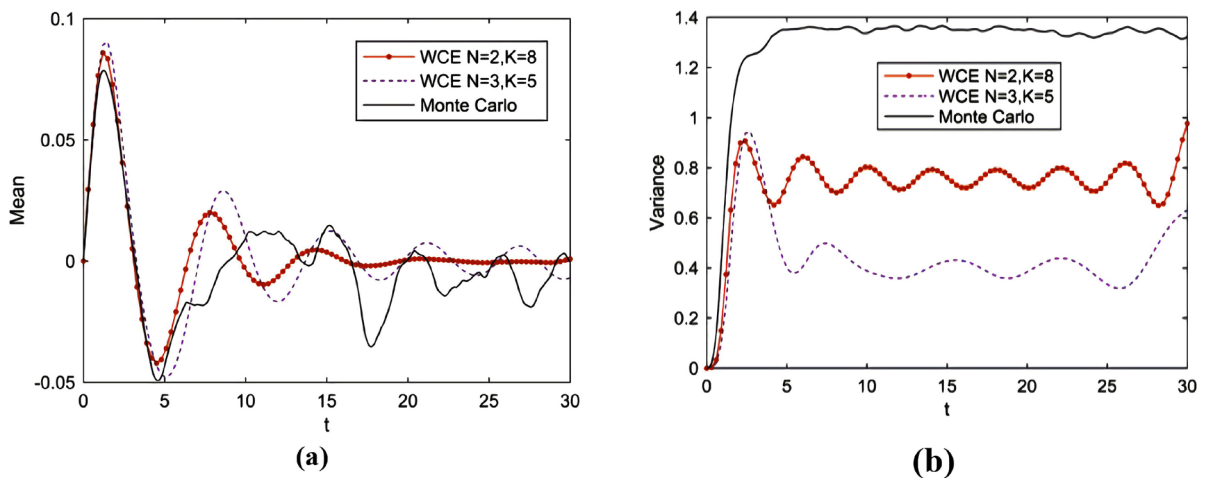 0.1
0.05
0
-0.05
Mean
WCE N=2,K=8
WCE N=3,K=5
Monte Carlo
0 5 10 15 20 25 30
t
(a)
1.4
1.2
1
0.8
0.6
0.4
0.2
0
Variance
WCE N=2,K=8
WCE N=3,K=5
Monte Carlo
0 5 10 15 20 25 30
t
(b)